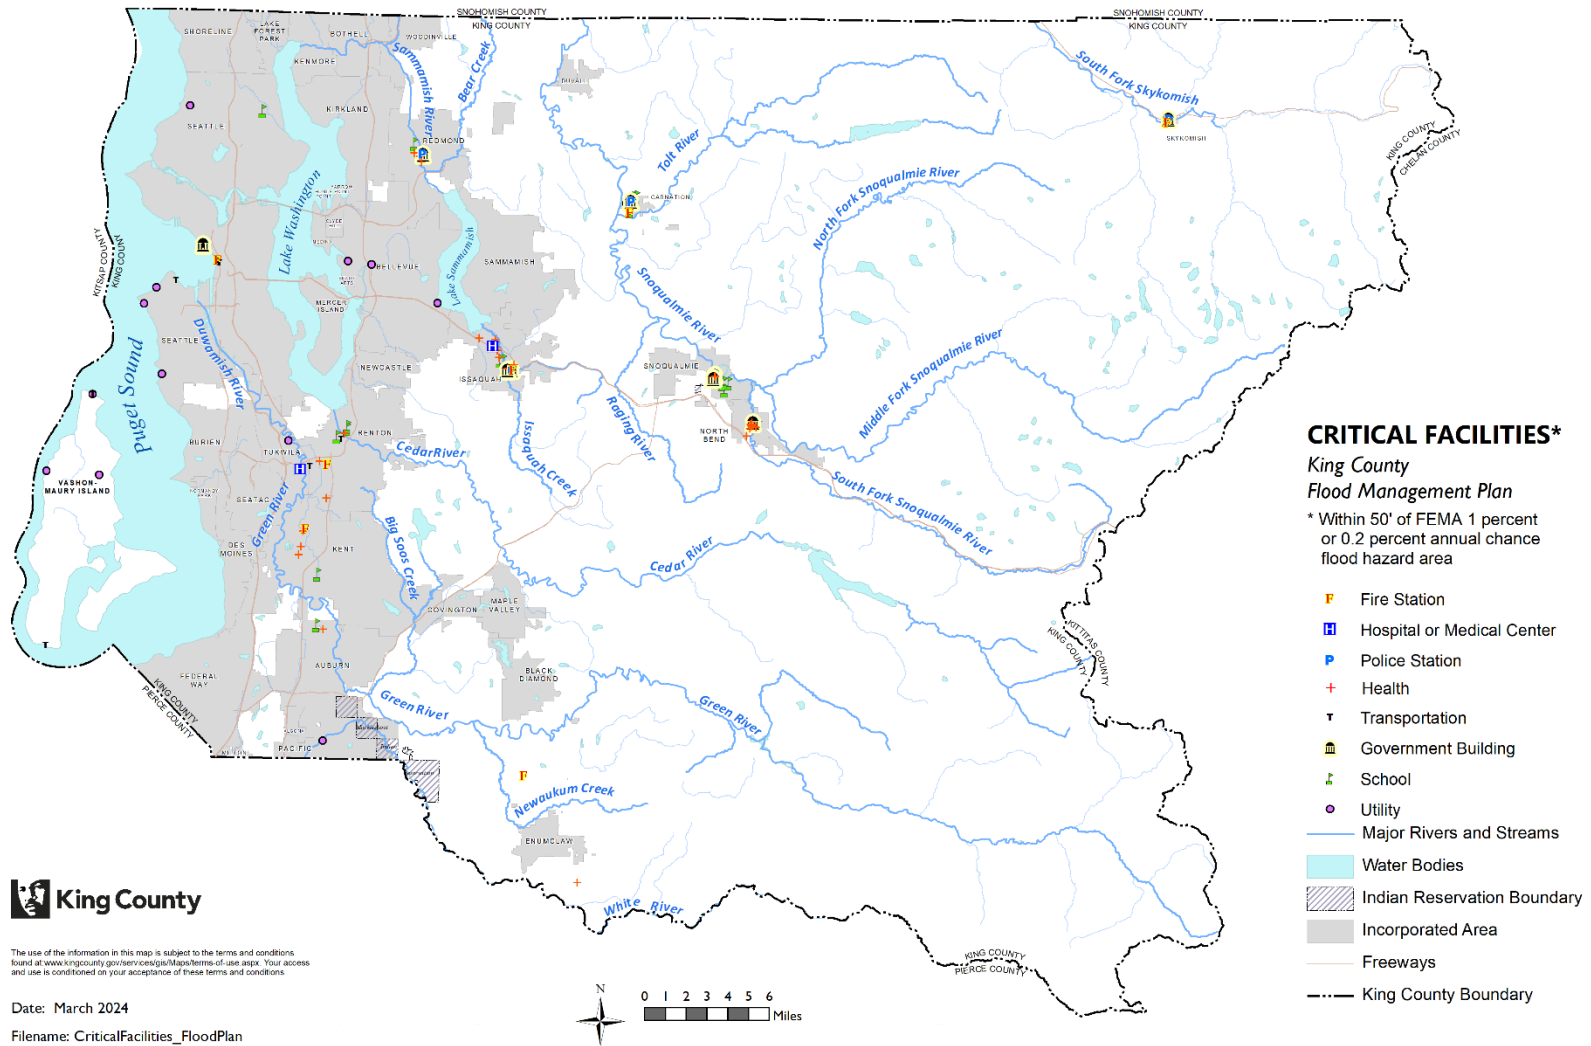 SNOHOMISH COUNTY
KING COUNTY
SNOHOMISH COUNTY
KING COUNTY
SHORELINE
LAKE
FOREST
PARK
BOTHELL
WOODINVILLE
KENMORE
Sammamish River
Bear Creek
DUVALL
South Fork Skykomish
SKYKOMISH
KING COUNTY
CHELAN COUNTY
KIRKLAND
SEATTLE
REDMOND
Tolt River
CARNATION
North Fork Snoqualmie River
Lake Washington
Lake Sammamish
CLYDE
HILL
BELLEVUE
SAMMAMISH
KITSAP COUNTY
KING COUNTY
MERCER
ISLAND
Snoqualmie River
Duwamish River
SEATTLE
Puget Sound
NEWCASTLE
ISSAQUAH
SNOQUALMIE
Middle Fork Snoqualmie River
Raging River
NORTH
BEND
Issaquah Creek
BURIEN
RENTON
TUKWILA
Cedar River
VASHON-
MAURY ISLAND
NORMANDY
PARK
SEATAC
Green River
Big Soos Creek
South Fork Snoqualmie River
DES
MOINES
KENT
Cedar River
COVINGTON
MAPLE
VALLEY
KITTITAS COUNTY
KING COUNTY
AUBURN
FEDERAL
WAY
BLACK
DIAMOND
KING COUNTY
PIERCE COUNTY
Green River
Green River
ALGONA
Muckleshoot
Indian
Reservation
MILTON
PACIFIC
Newaukum Creek
ENUMCLAW
White River
KING COUNTY
PIERCE COUNTY
CRITICAL FACILITIES*
King County
Flood Management Plan
* Within 50' of FEMA 1 percent
or 0.2 percent annual chance
flood hazard area
F Fire Station
H Hospital or Medical Center
P Police Station
Health
T Transportation
Government Building
School
Utility
Major Rivers and Streams
Water Bodies
Indian Reservation Boundary
Incorporated Area
Freeways
King County Boundary
King County
The use of the information in this map is subject to the terms and conditions
found at:www.kingcounty.gov/services/gis/Maps/terms-of-use.aspx. Your access
and use is conditioned on your acceptance of these terms and conditions
Date: March 2024
Filename: CriticalFacilities_FloodPlan
N
0 1 2 3 4 5 6
Miles